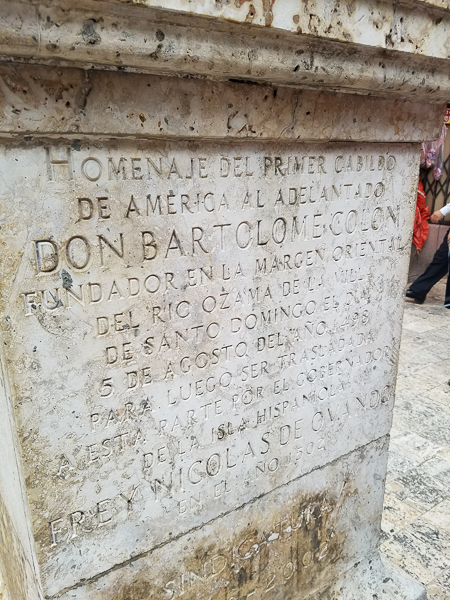 HOMENAJE DEL PRIMER CABILDO
DE AMERICA AL ADELANTADO
DON BARTOLOME COLON
FUNDADOR EN LA MARGEN ORIENTAL
DEL RIO OZAMA DE LA VILLA
DE SANTO DOMINGO EL DIA
5 DE AGOSTO DEL AÑO 1498
PARA LUEGO SER TRASLADADA
A ESTA PARTE POR EL GOBERNADOR
DE LA ISLA HISPANIOLA
FREY NICOLAS DE OVANDO
EN EL AÑO